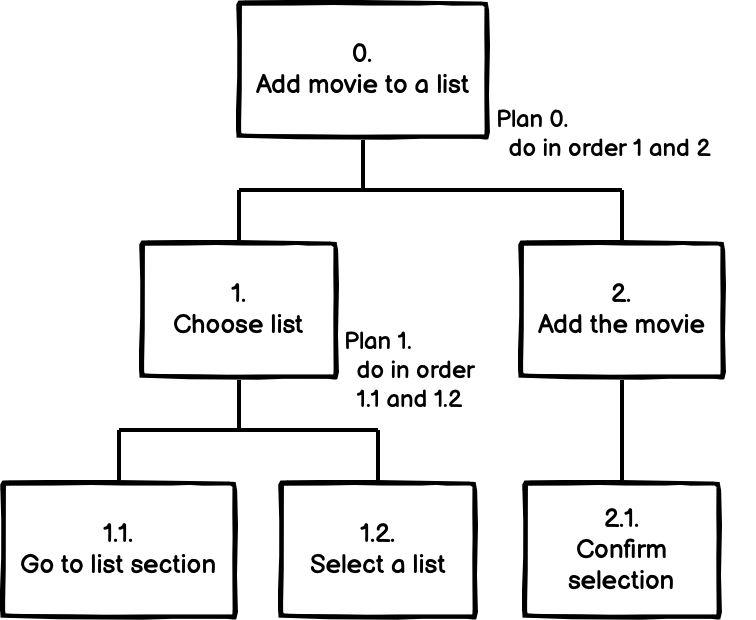 0.
Add movie to a list
Plan 0.
do in order 1 and 2
1.
Choose list
2.
Add the movie
Plan 1.
do in order
1.1 and 1.2
1.1.
Go to list section
1.2.
Select a list
2.1.
Confirm
selection